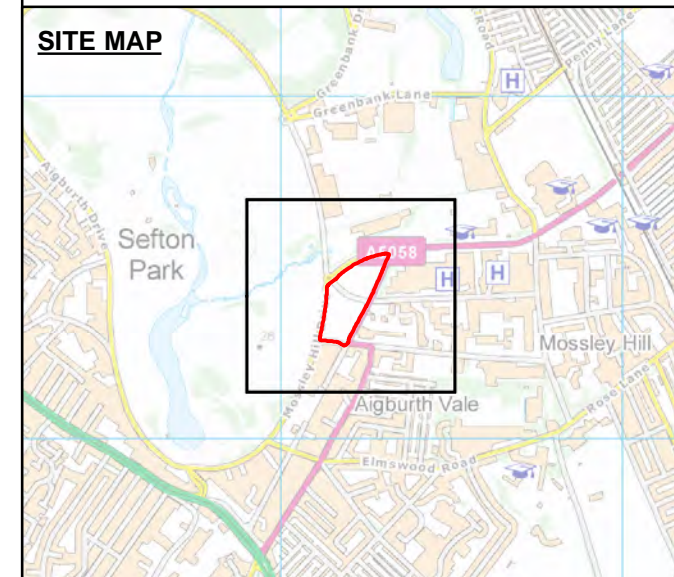 SITE MAP
Greenbank Dr
Road
Penny Lane
H
Greenbank Lane
Aigburth Drive
Sefton
Park
A5058
H
H
28
Mossley Hill
Mossley Hill
Aigburth Vale
Rose Lane
Elmswood Road